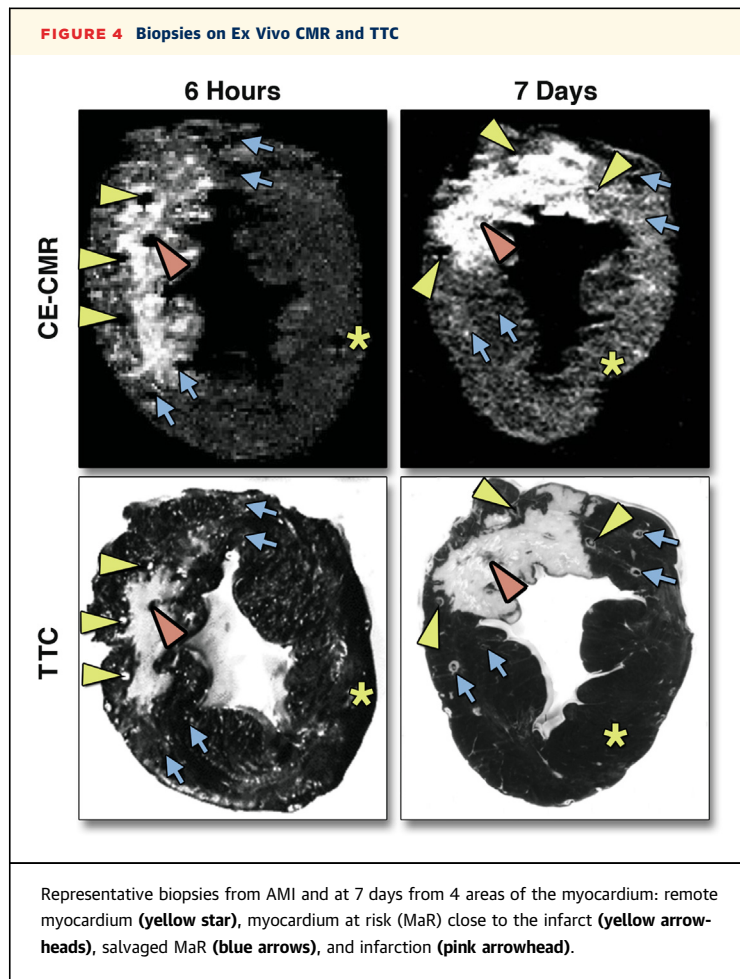 FIGURE 4 Biopsies on Ex Vivo CMR and TTC
6 Hours
7 Days
CE-CMR
TTC
Representative biopsies from AMI and at 7 days from 4 areas of the myocardium: remote
myocardium (yellow star), myocardium at risk (MaR) close to the infarct (yellow arrow-
heads), salvaged MaR (blue arrows), and infarction (pink arrowhead).